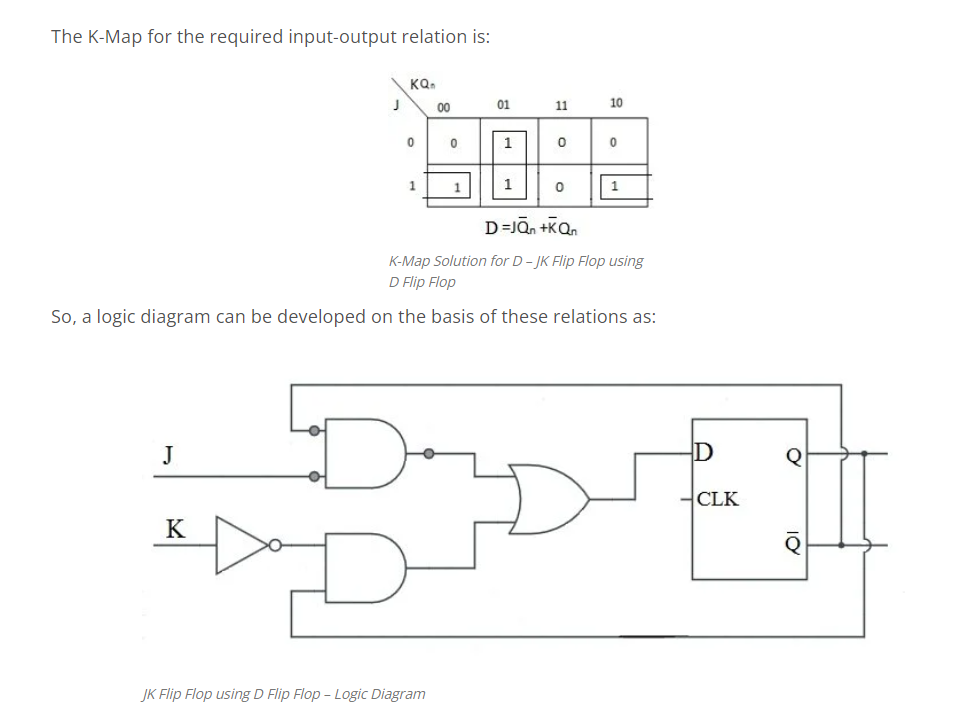 The K-Map for the required input-output relation is:
KQn
J 00 01 11 10
0 0 1 0 0
1 1 1 0 1
D=JQ̄n +K̄Qn
K-Map Solution for D – JK Flip Flop using
D Flip Flop
So, a logic diagram can be developed on the basis of these relations as:
J
D Q
CLK
K
Q̄
JK Flip Flop using D Flip Flop – Logic Diagram